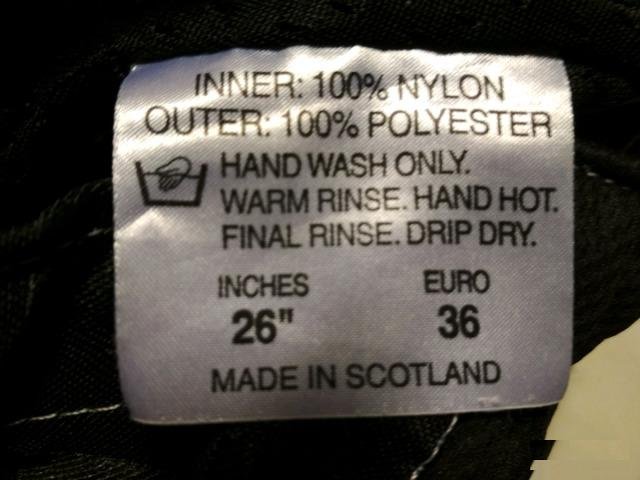 INNER: 100% NYLON
OUTER: 100% POLYESTER
HAND WASH ONLY.
WARM RINSE. HAND HOT.
FINAL RINSE. DRIP DRY.
INCHES EURO
26" 36
MADE IN SCOTLAND